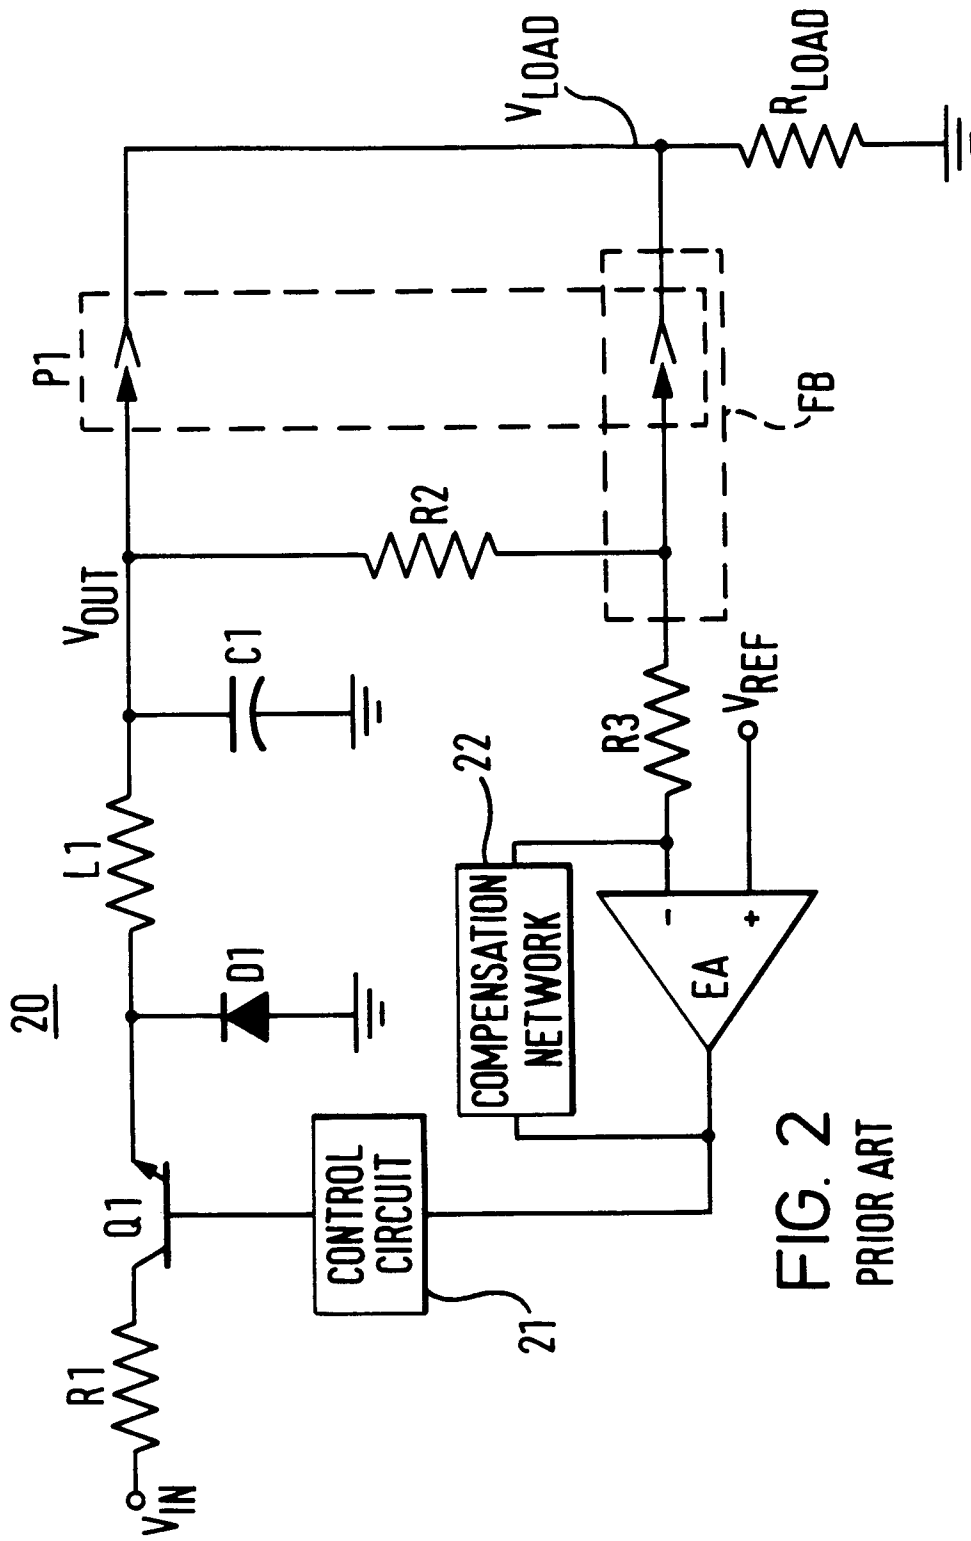 20
VIN
R1
Q1
D1
L1
C1
VOUT
R2
P1
VLOAD
RLOAD
CONTROL
CIRCUIT
21
COMPENSATION
NETWORK
22
EA
-
+
R3
VREF
FB
FIG. 2
PRIOR ART